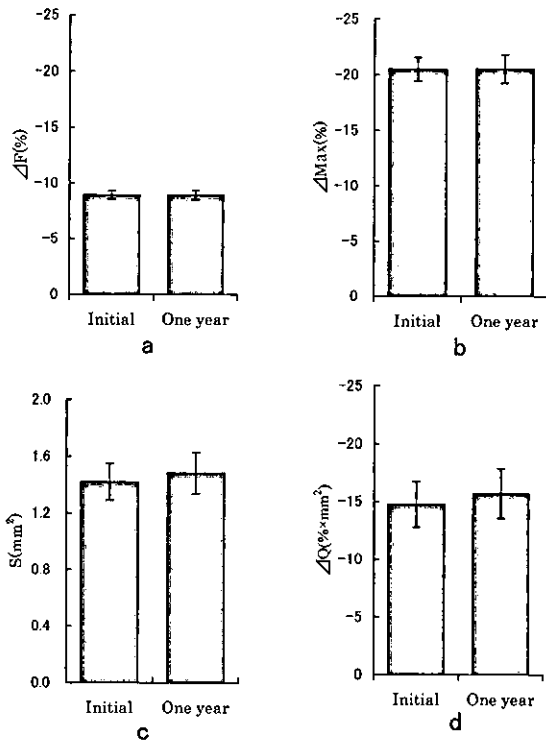 -25
-20
-15
-10
-5
0
⊿F(%)
Initial One year
a
-25
-20
-15
-10
-5
0
⊿Max(%)
Initial One year
b
2.0
1.6
1.2
0.8
0.4
0.0
S(mm²)
Initial One year
c
-25
-20
-15
-10
-5
0
⊿Q(%×mm²)
Initial One year
d